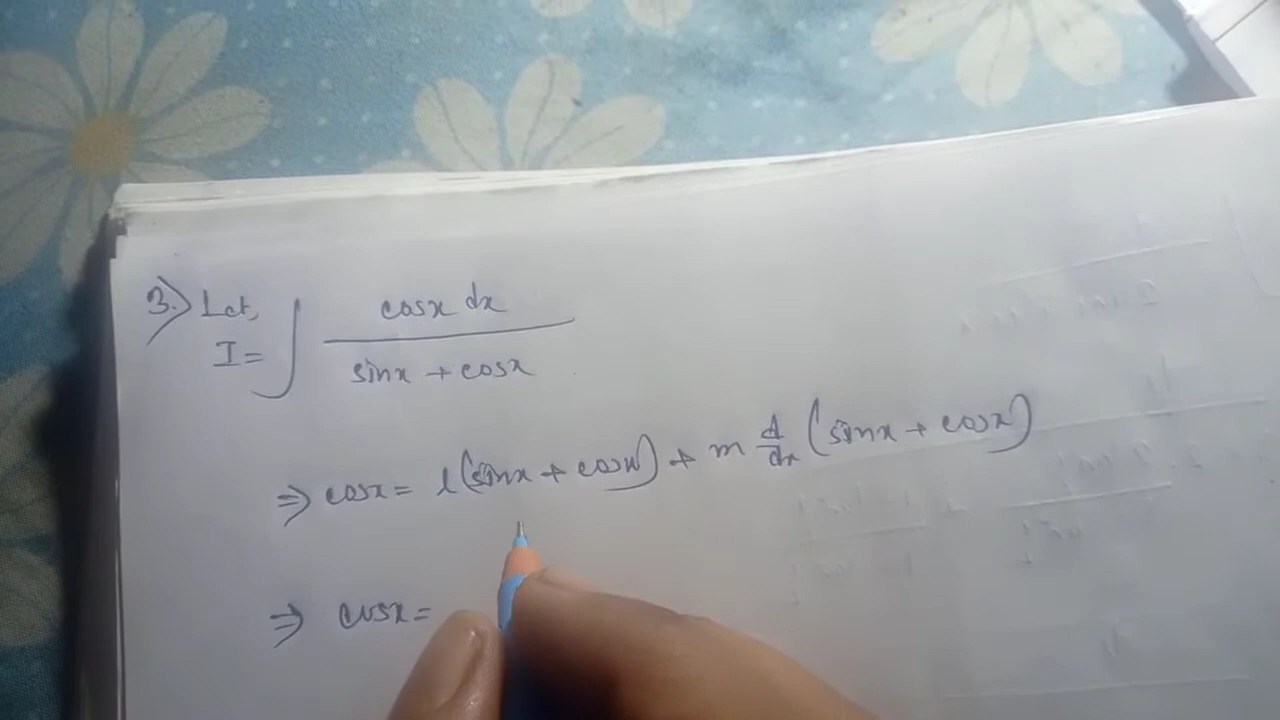 3.) Let,
I = ∫ cosx dx / sinx + cosx
⇒ cosx = l(sinx + cosx) + m d/dx (sinx + cosx)
⇒ cosx =